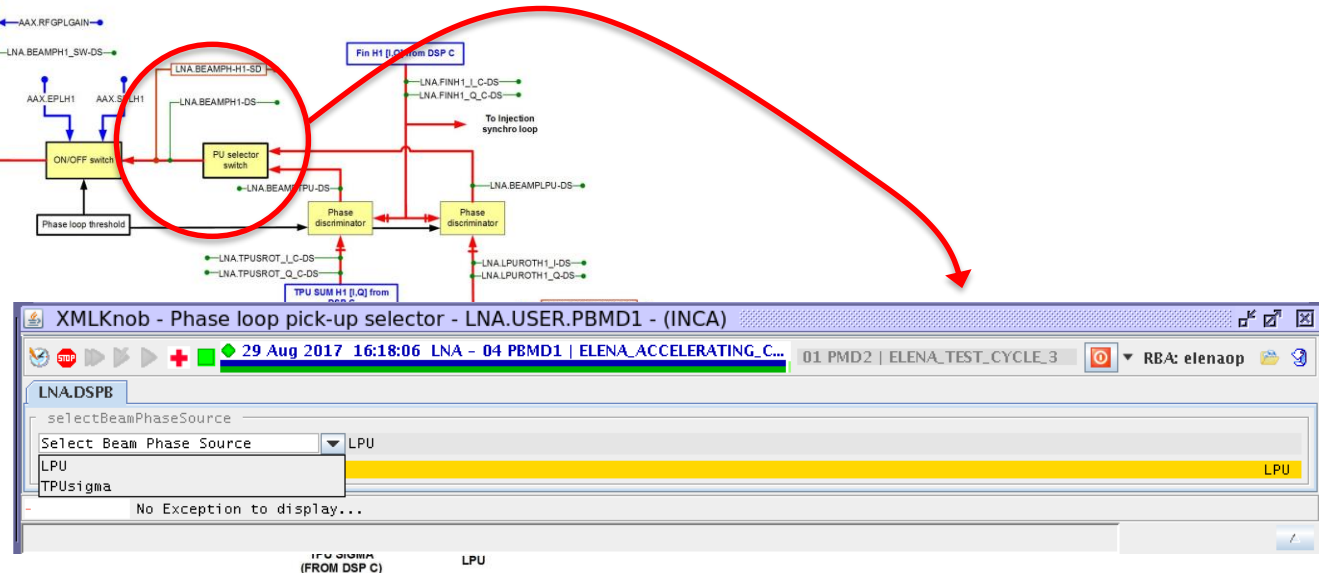 AAX.RFGPLGAIN
LNA.BEAMPH1_SW-DS
Fin H1 [I,Q] from DSP C
LNA.BEAMPH-H1-SD
LNA.FINH1_I_C-DS
LNA.FINH1_Q_C-DS
AAX.EPLH1
LNA.BEAMPH1-DS
To Injection
synchro loop
ON/OFF switch
PU selector
switch
LNA.BEAMPLPU-DS
Phase loop threshold
Phase
discriminator
Phase
discriminator
LNA.TPUSROT_I_C-DS
LNA.TPUSROT_Q_C-DS
LNA.LPUROTH1_I-DS
LNA.LPUROTH1_Q-DS
TPU SUM H1 [I,Q] from
XMLKnob - Phase loop pick-up selector - LNA.USER.PBMD1 - (INCA)
STOP
29 Aug 2017 16:18:06 LNA - 04 PBMD1 | ELENA_ACCELERATING_C...
01 PMD2 | ELENA_TEST_CYCLE_3
RBA: elenaop
LNA.DSPB
selectBeamPhaseSource
Select Beam Phase Source
LPU
LPU
LPU
TPUsigma
No Exception to display...
TPU SIGMA
(FROM DSP C)
LPU